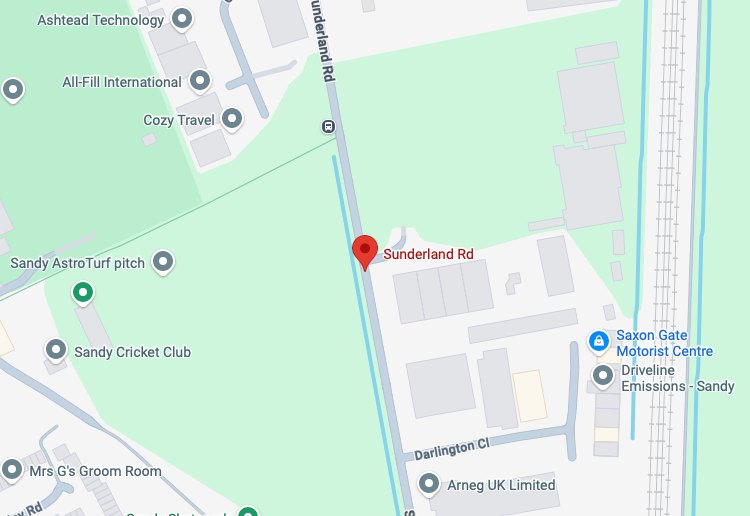 Ashtead Technology
Sunderland Rd
All-Fill International
Cozy Travel
Sunderland Rd
Sandy AstroTurf pitch
Sandy Cricket Club
Saxon Gate
Motorist Centre
Driveline
Emissions - Sandy
Darlington Cl
Mrs G's Groom Room
Arneg UK Limited
Rd